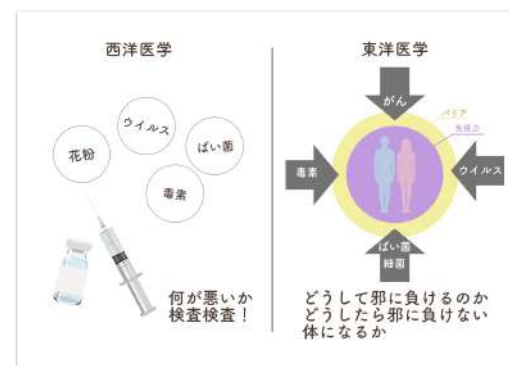 西洋医学
ウイルス
花粉
ばい菌
毒素
何が悪いか
検査検査！
東洋医学
がん
バリア
免疫力
毒素
ウイルス
ばい菌
細菌
どうして邪に負けるのか
どうしたら邪に負けない
体になるか